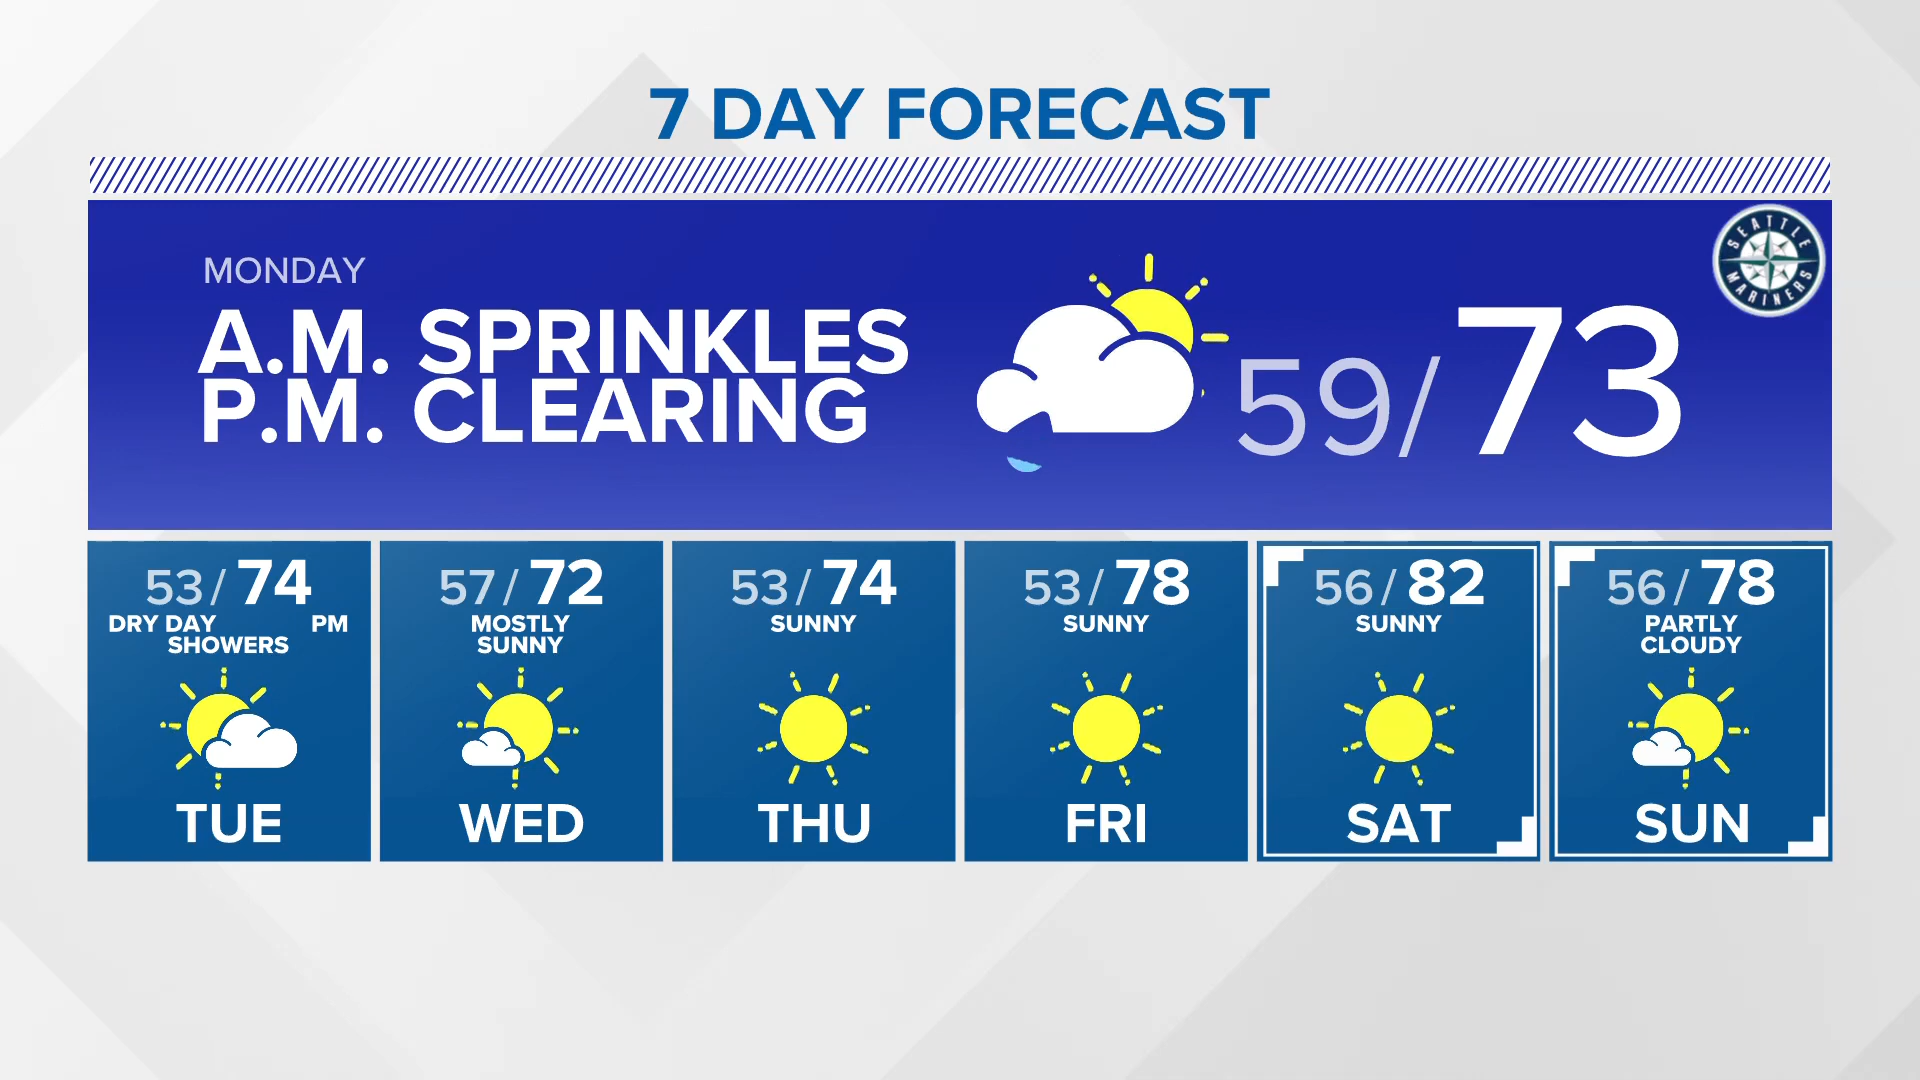 7 DAY FORECAST
SEATTLE
MARINERS
MONDAY
A.M. SPRINKLES
P.M. CLEARING
59/73
53/74
DRY DAY PM
SHOWERS
TUE
57/72
MOSTLY
SUNNY
WED
53/74
SUNNY
THU
53/78
SUNNY
FRI
56/82
SUNNY
SAT
56/78
PARTLY
CLOUDY
SUN